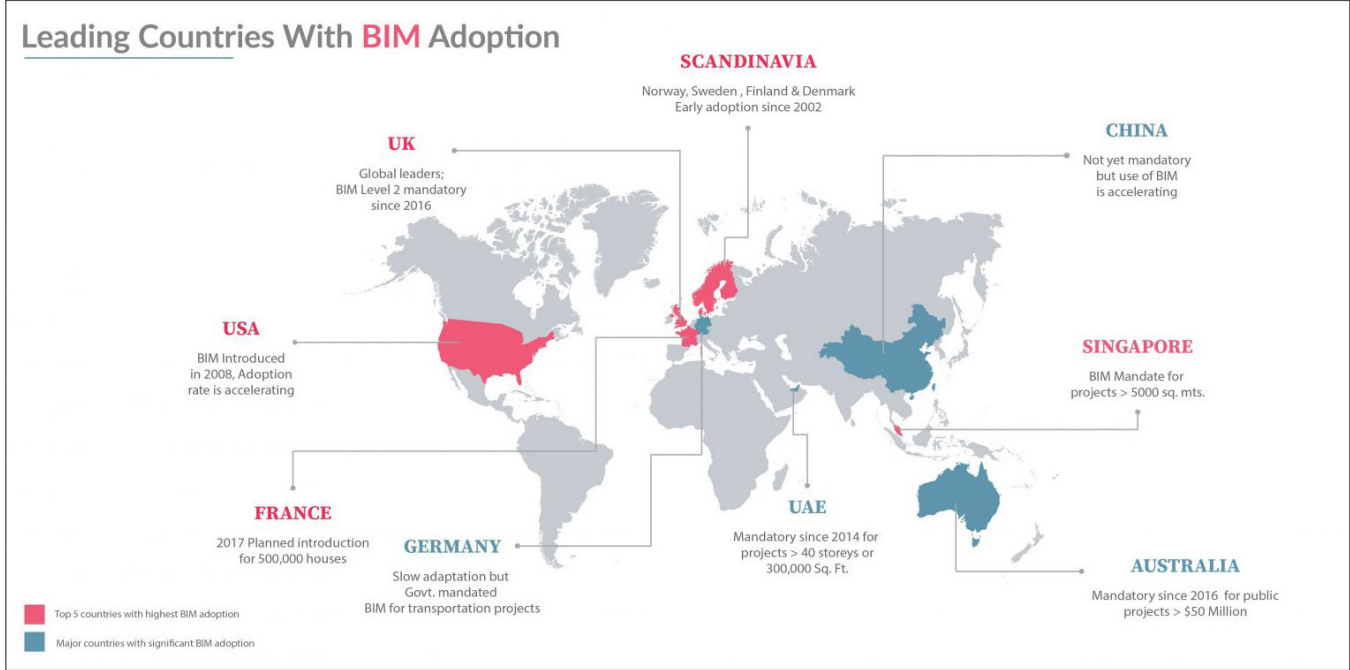 Leading Countries With BIM Adoption
SCANDINAVIA
Norway, Sweden , Finland & Denmark
Early adoption since 2002
UK
Global leaders;
BIM Level 2 mandatory
since 2016
CHINA
Not yet mandatory
but use of BIM
is accelerating
USA
BIM Introduced
in 2008, Adoption
rate is accelerating
SINGAPORE
BIM Mandate for
projects > 5000 sq. mts.
FRANCE
2017 Planned introduction
for 500,000 houses
GERMANY
Slow adaptation but
Govt. mandated
BIM for transportation projects
UAE
Mandatory since 2014 for
projects > 40 storeys or
300,000 Sq. Ft.
AUSTRALIA
Mandatory since 2016 for public
projects > $50 Million
Top 5 countries with highest BIM adoption
Major countries with significant BIM adoption